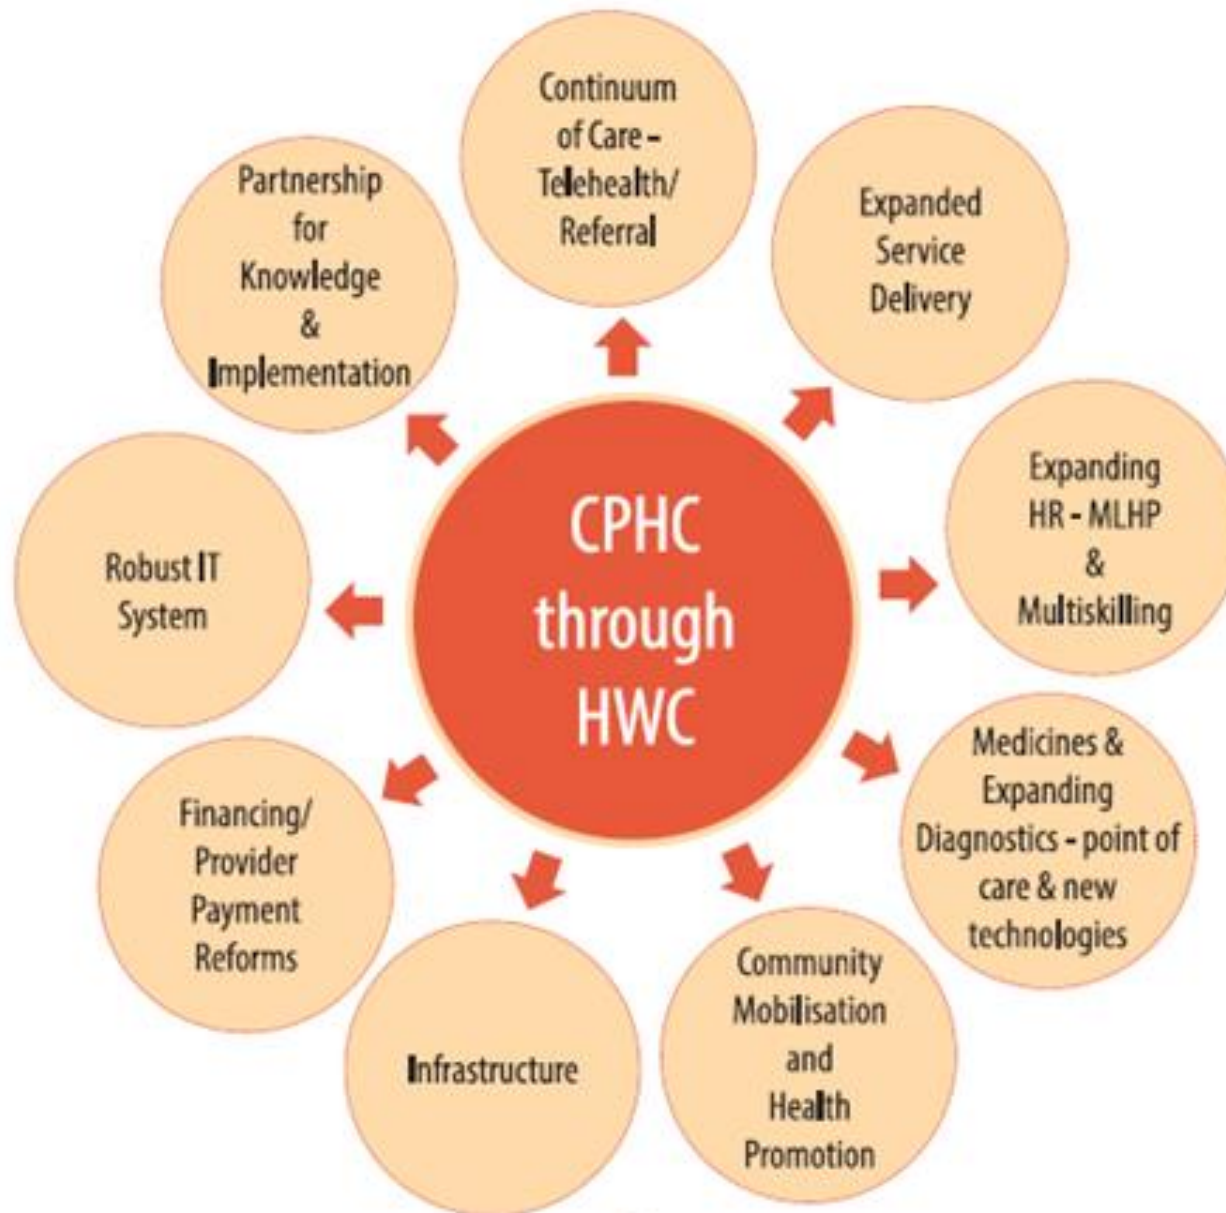 CPHC
through
HWC
Continuum
of Care -
Telehealth/
Referral
Expanded
Service
Delivery
Expanding
HR - MLHP
&
Multiskilling
Medicines &
Expanding
Diagnostics - point of
care & new
technologies
Community
Mobilisation
and
Health
Promotion
Infrastructure
Financing/
Provider
Payment
Reforms
Robust IT
System
Partnership
for
Knowledge
&
Implementation